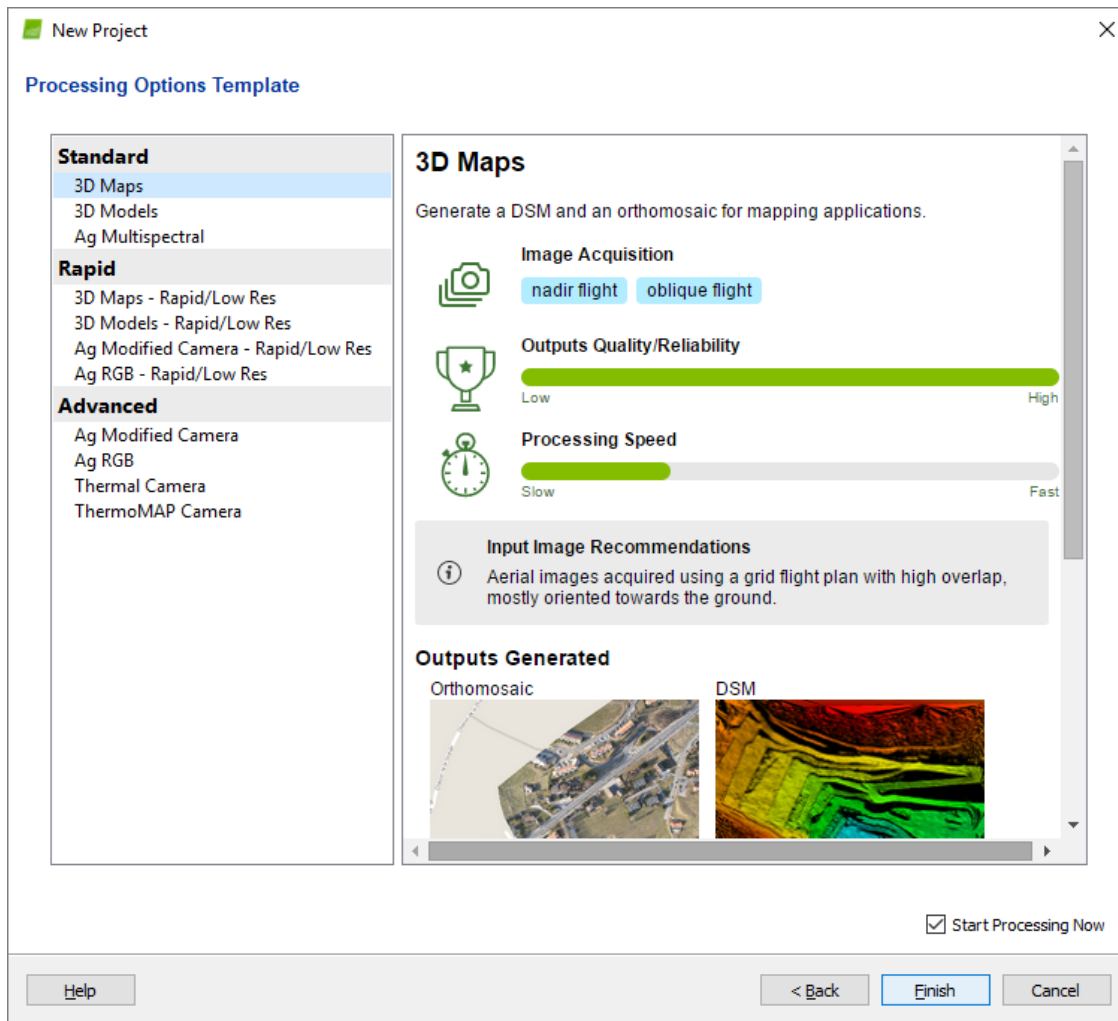 New Project
Processing Options Template
Standard
3D Maps
3D Models
Ag Multispectral
Rapid
3D Maps - Rapid/Low Res
3D Models - Rapid/Low Res
Ag Modified Camera - Rapid/Low Res
Ag RGB - Rapid/Low Res
Advanced
Ag Modified Camera
Ag RGB
Thermal Camera
ThermoMAP Camera
3D Maps
Generate a DSM and an orthomosaic for mapping applications.
Image Acquisition
nadir flight oblique flight
Outputs Quality/Reliability
Low High
Processing Speed
Slow Fast
Input Image Recommendations
Aerial images acquired using a grid flight plan with high overlap,
mostly oriented towards the ground.
Outputs Generated
Orthomosaic DSM
Start Processing Now
Help < Back Finish Cancel